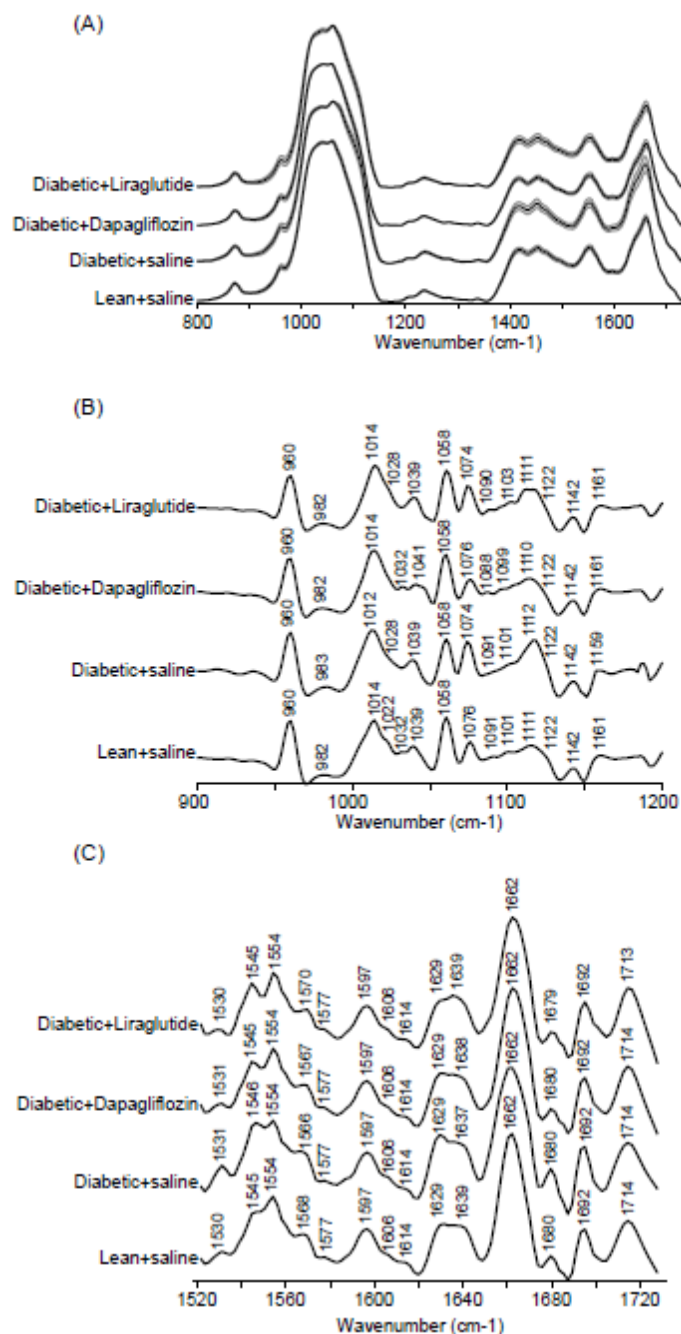 (A)
Diabetic+Liraglutide
Diabetic+Dapagliflozin
Diabetic+saline
Lean+saline
800 1000 1200 1400 1600
Wavenumber (cm-1)
(B)
960 982 1014 1028 1039 1058 1074 1090 1103 1111 1122 1142 1161
Diabetic+Liraglutide
960 982 1014 1032 1041 1058 1076 1088 1099 1110 1122 1142 1161
Diabetic+Dapagliflozin
960 983 1012 1028 1039 1058 1074 1091 1101 1112 1122 1142 1159
Diabetic+saline
960 982 1014 1022 1032 1039 1058 1076 1091 1101 1111 1122 1142 1161
Lean+saline
900 1000 1100 1200
Wavenumber (cm-1)
(C)
1530 1545 1554 1570 1577 1597 1606 1614 1629 1639 1662 1679 1692 1713
Diabetic+Liraglutide
1531 1545 1554 1567 1577 1597 1606 1614 1629 1638 1662 1680 1692 1714
Diabetic+Dapagliflozin
1531 1546 1554 1566 1577 1597 1606 1614 1629 1637 1662 1680 1692 1714
Diabetic+saline
1530 1545 1554 1568 1577 1597 1606 1614 1629 1639 1662 1680 1692 1714
Lean+saline
1520 1560 1600 1640 1680 1720
Wavenumber (cm-1)